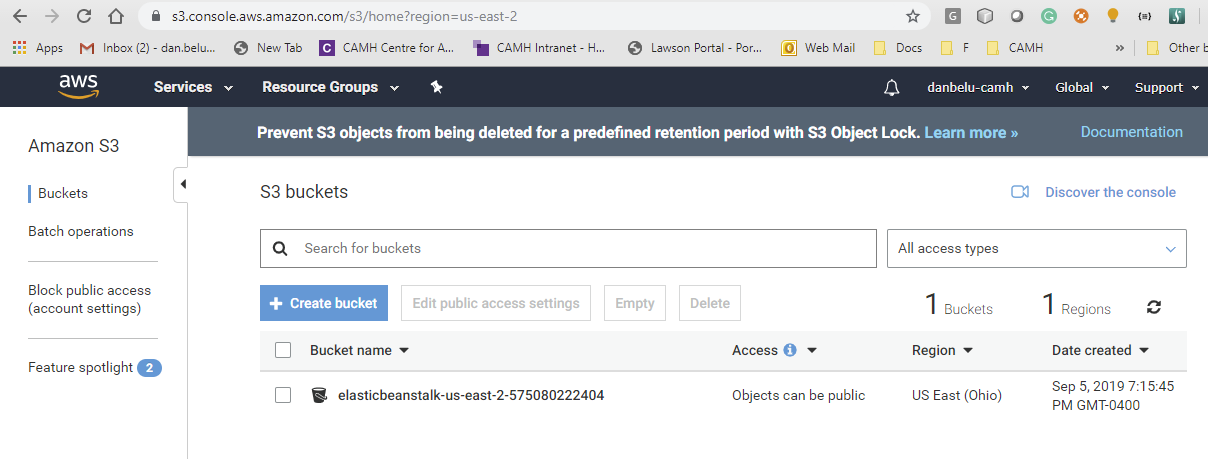 s3.console.aws.amazon.com/s3/home?region=us-east-2
Apps Inbox (2) - dan.belu... New Tab C CAMH Centre for A... CAMH Intranet - H... Lawson Portal - Por... Web Mail Docs F CAMH » Other b
aws Services Resource Groups danbelu-camh Global Support
Prevent S3 objects from being deleted for a predefined retention period with S3 Object Lock. Learn more » Documentation
Amazon S3
Buckets
Batch operations
Block public access
(account settings)
Feature spotlight 2
S3 buckets
Discover the console
Search for buckets
All access types
+ Create bucket Edit public access settings Empty Delete 1 Buckets 1 Regions
Bucket name Access Region Date created
elasticbeanstalk-us-east-2-575080222404 Objects can be public US East (Ohio) Sep 5, 2019 7:15:45
PM GMT-0400